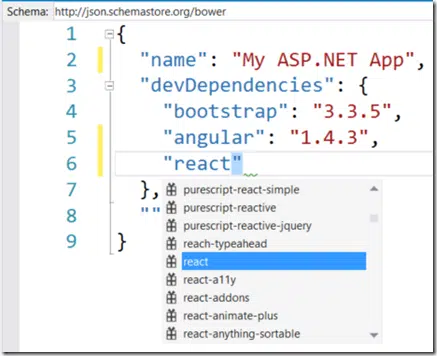 Schema: http://json.schemastore.org/bower
1 {
2 "name": "My ASP.NET App",
3 "devDependencies": {
4 "bootstrap": "3.3.5",
5 "angular": "1.4.3",
6 "react"
7 },
8 ""
9 }
purescript-react-simple
purescript-reactive
purescript-reactive-jquery
reach-typeahead
react
react-a11y
react-addons
react-animate-plus
react-anything-sortable